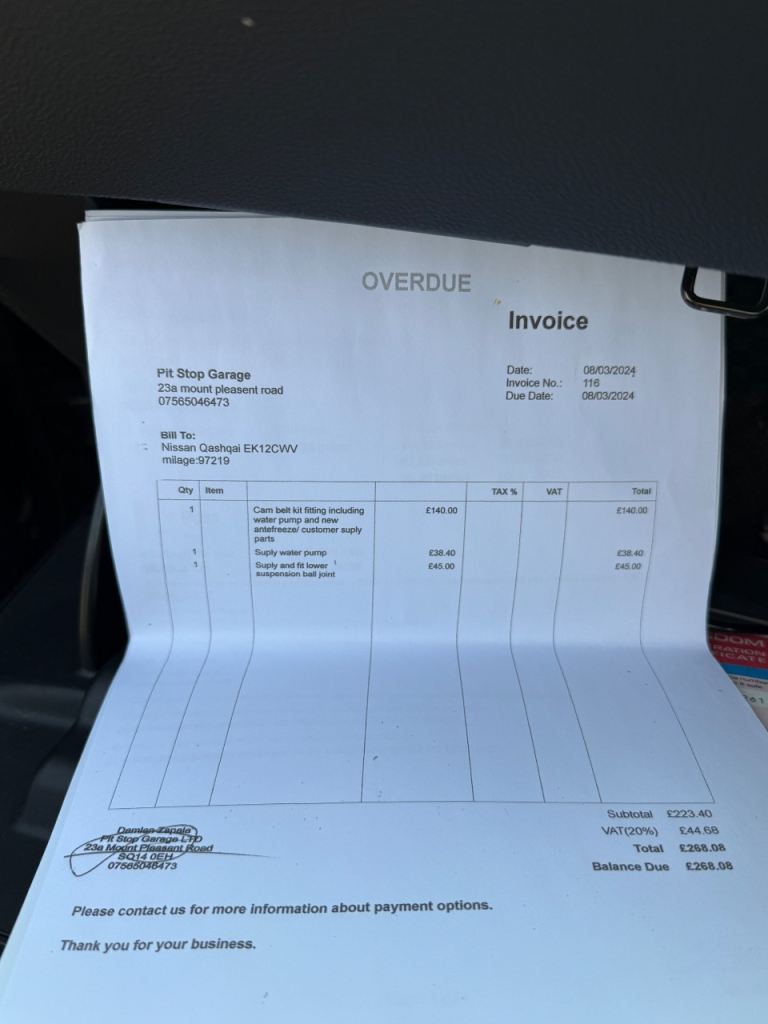 OVERDUE
Invoice
Pit Stop Garage
23a mount pleasent road
07565046473
Date: 08/03/2024
Invoice No.: 116
Due Date: 08/03/2024
Bill To:
Nissan Qashqai EK12CWV
milage:97219
Qty Item TAX % VAT Total
1 Cam belt kit fitting including £140.00 £140.00
water pump and new
antefreeze/ customer suply
parts
1 Suply water pump £38.40 £38.40
1 Suply and fit lower £45.00 £45.00
suspension ball joint
Subtotal £223.40
VAT(20%) £44.68
Total £268.08
Balance Due £268.08
Damian Zapala
Pit Stop Garage LTD
23a Mount Pleasant Road
SQ14 0EH
07565046473
Please contact us for more information about payment options.
Thank you for your business.